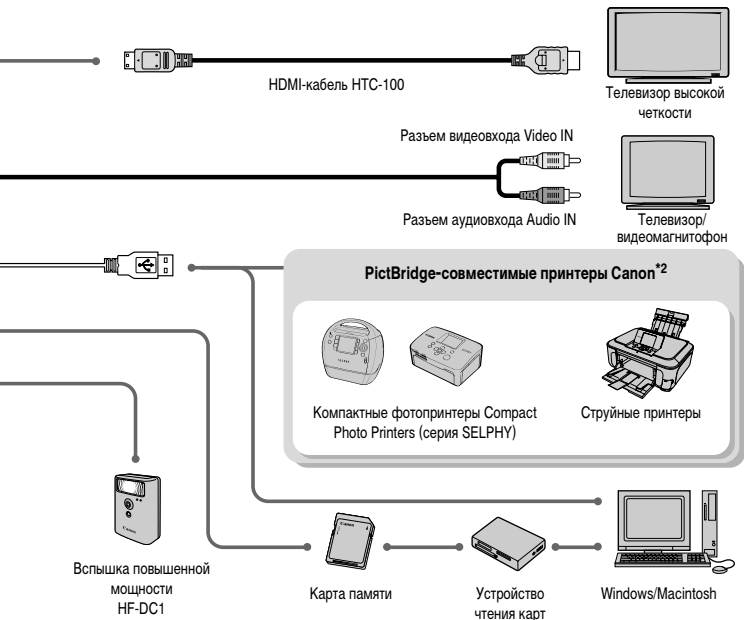 HDMI-кабель HTC-100
Телевизор высокой
четкости
Разъем видеовхода Video IN
Разъем аудиовхода Audio IN
Телевизор/
видеомагнитофон
PictBridge-совместимые принтеры Canon*2
Компактные фотопринтеры Compact
Photo Printers (серия SELPHY)
Струйные принтеры
Вспышка повышенной
мощности
HF-DC1
Карта памяти
Устройство
чтения карт
Windows/Macintosh